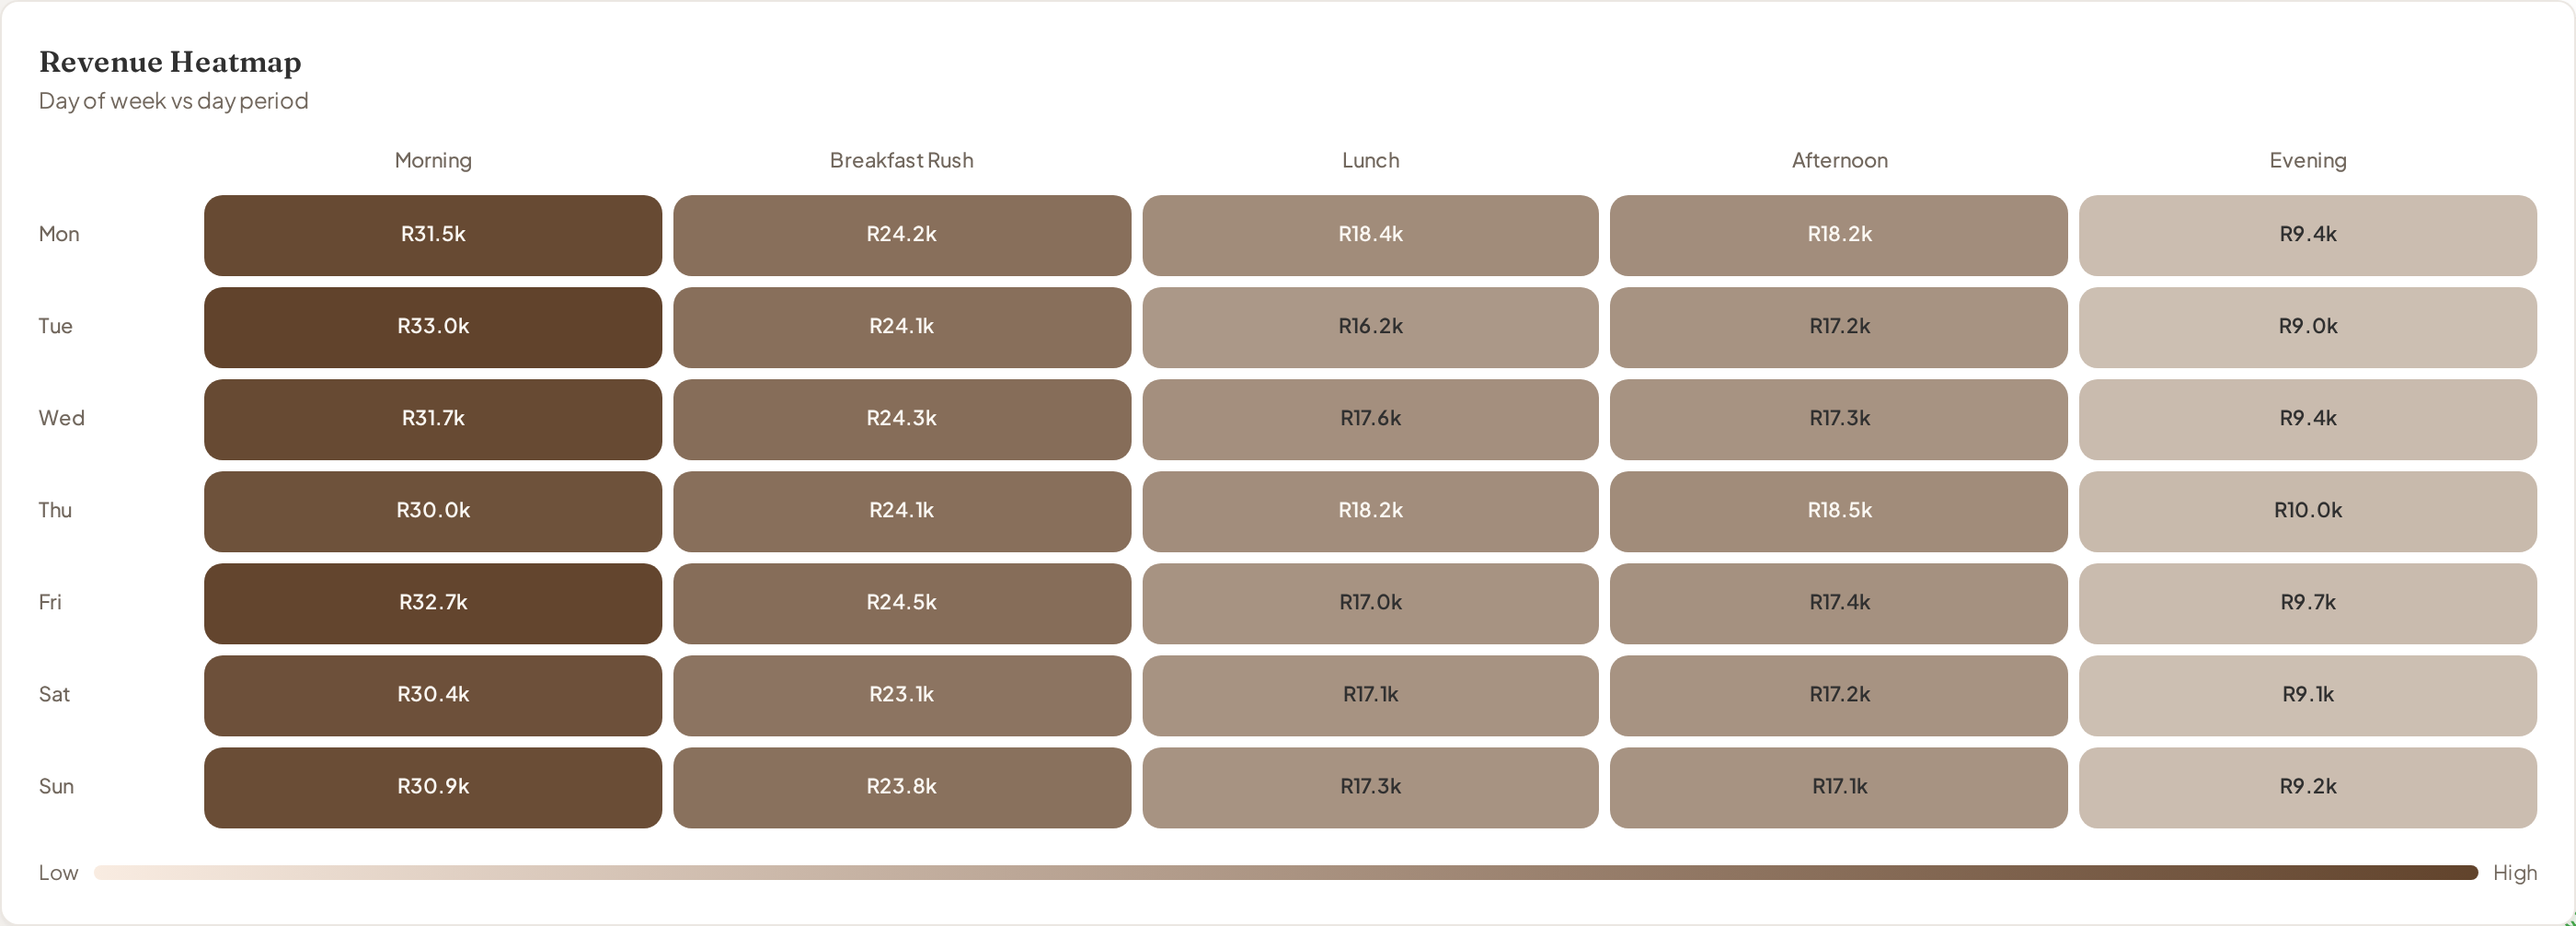 Revenue Heatmap
Day of week vs day period
Morning Breakfast Rush Lunch Afternoon Evening
Mon R31.5k R24.2k R18.4k R18.2k R9.4k
Tue R33.0k R24.1k R16.2k R17.2k R9.0k
Wed R31.7k R24.3k R17.6k R17.3k R9.4k
Thu R30.0k R24.1k R18.2k R18.5k R10.0k
Fri R32.7k R24.5k R17.0k R17.4k R9.7k
Sat R30.4k R23.1k R17.1k R17.2k R9.1k
Sun R30.9k R23.8k R17.3k R17.1k R9.2k
Low High